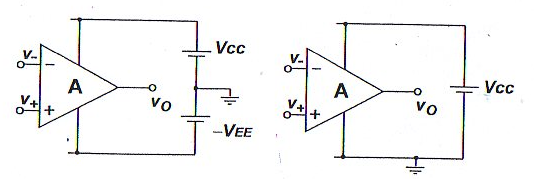 V- - A V+ + vO VCC -VEE
V- - A V+ + vO VCC